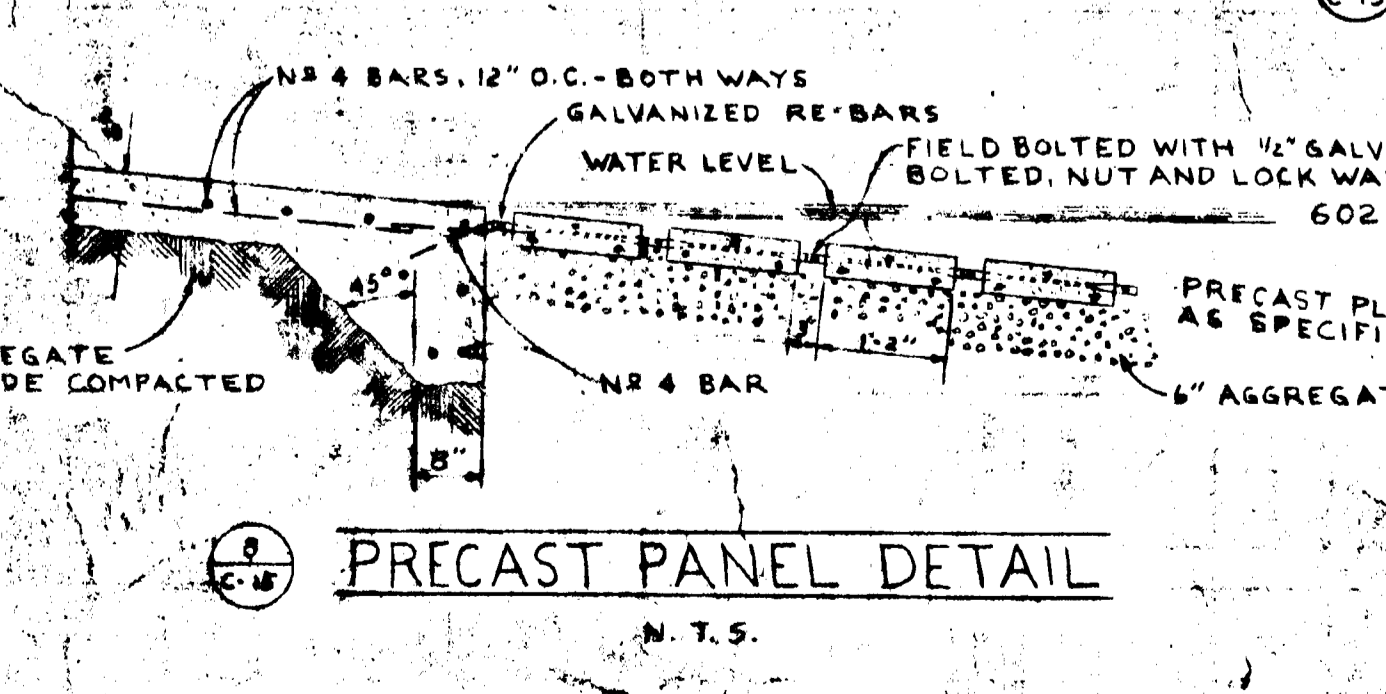 Nº 4 BARS, 12" O.C.- BOTH WAYS
GALVANIZED RE-BARS
WATER LEVEL
FIELD BOLTED WITH 1/2" GALV
BOLTED, NUT AND LOCK WA
602
45°
PRECAST PL
AS SPECIFI
3"
1'-2"
EGATE
DE COMPACTED
Nº 4 BAR
6" AGGREGAT
8"
8
C-15
PRECAST PANEL DETAIL
N.T.S.